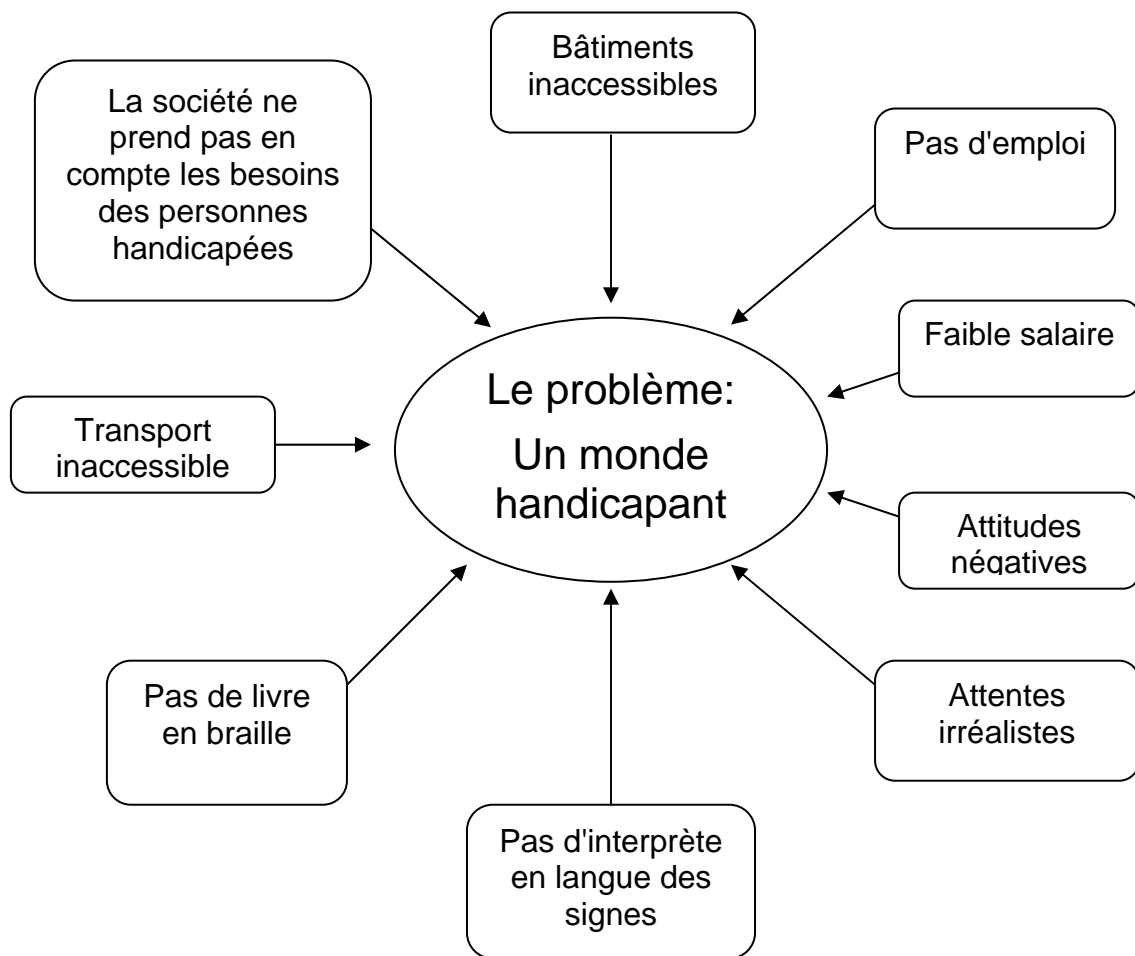 Bâtiments
inaccessibles
La société ne
prend pas en
compte les besoins
des personnes
handicapées
Pas d'emploi
Faible salaire
Le problème:
Un monde
handicapant
Transport
inaccessible
Attitudes
négatives
Pas de livre
en braille
Attentes
irréalistes
Pas d'interprète
en langue des
signes